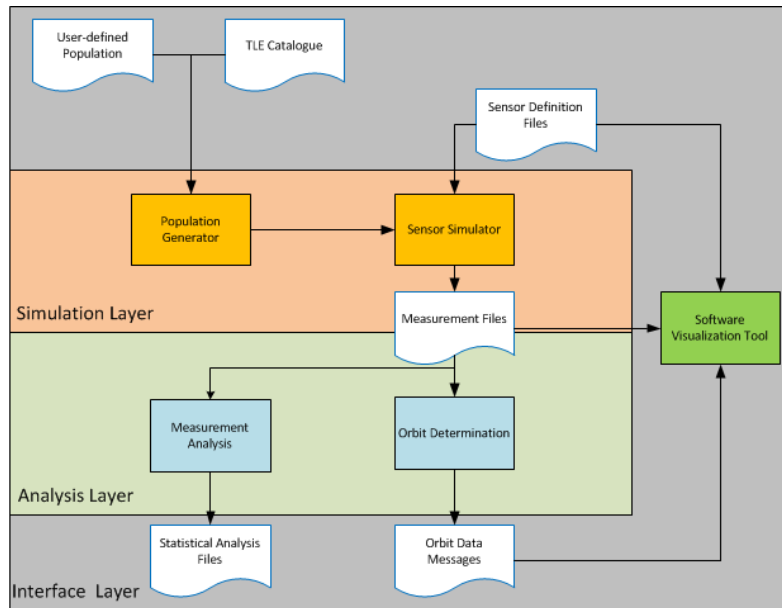 User-defined
Population
TLE Catalogue
Sensor Definition
Files
Population
Generator
Sensor Simulator
Simulation Layer
Measurement Files
Software
Visualization Tool
Measurement
Analysis
Orbit Determination
Analysis Layer
Statistical Analysis
Files
Orbit Data
Messages
Interface Layer